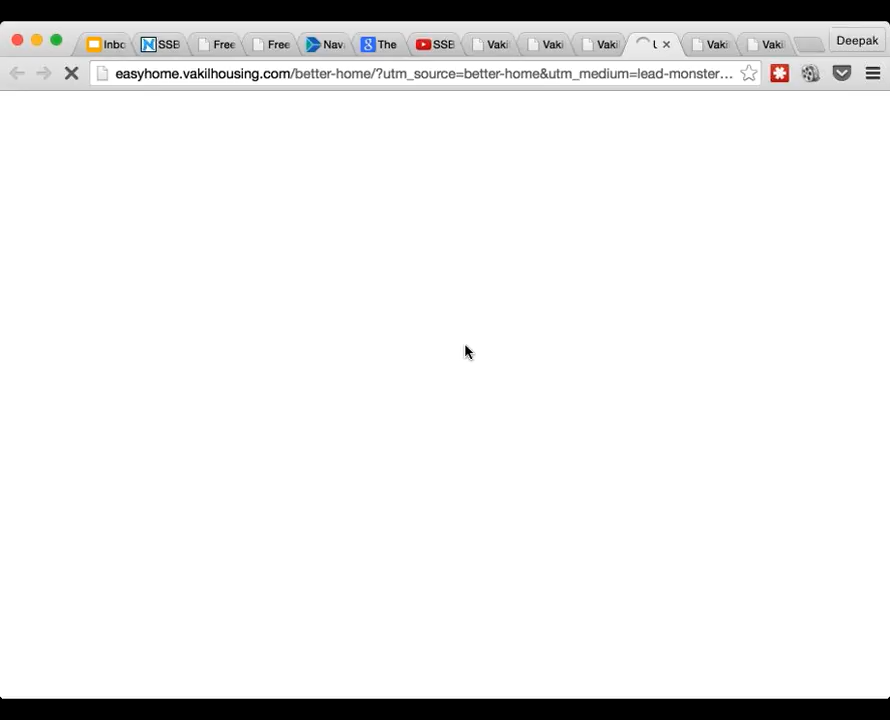 Inbo SSB Free Free Nav The SSB Vaki Vaki Vaki Vaki Vaki Deepak
easyhome.vakilhousing.com/better-home/?utm_source=better-home&utm_medium=lead-monster...